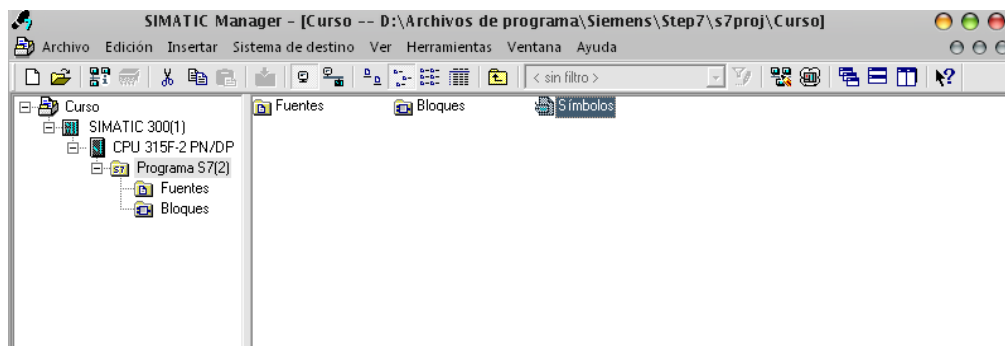 SIMATIC Manager - [Curso -- D:\Archivos de programa\Siemens\Step7\s7proj\Curso]
Archivo Edición Insertar Sistema de destino Ver Herramientas Ventana Ayuda
< sin filtro >
Curso
SIMATIC 300(1)
CPU 315F-2 PN/DP
S7 Programa S7(2)
Fuentes
Bloques
Fuentes Bloques Símbolos